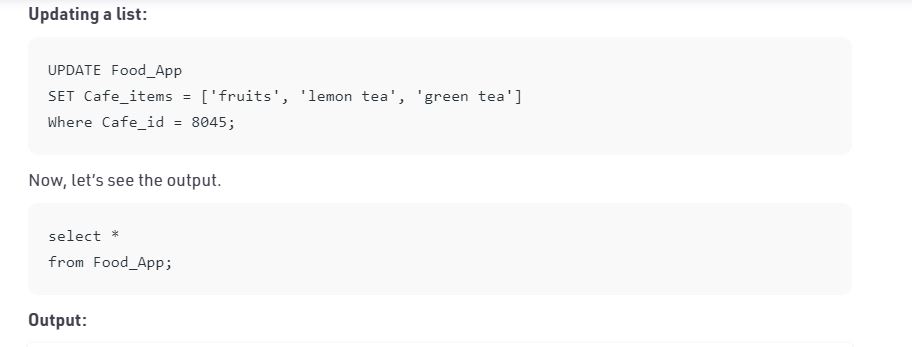 Updating a list:
UPDATE Food_App
SET Cafe_items = ['fruits', 'lemon tea', 'green tea']
Where Cafe_id = 8045;
Now, let’s see the output.
select *
from Food_App;
Output: